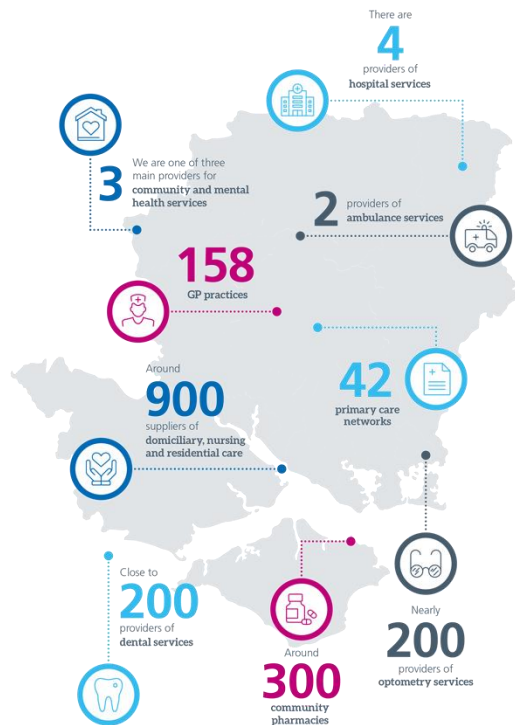 There are
4
providers of
hospital services
3
We are one of three
main providers for
community and mental
health services
2
providers of
ambulance services
158
GP practices
42
primary care
networks
Around
900
suppliers of
domiciliary, nursing
and residential care
Close to
200
providers of
dental services
Around
300
community
pharmacies
Nearly
200
providers of
optometry services